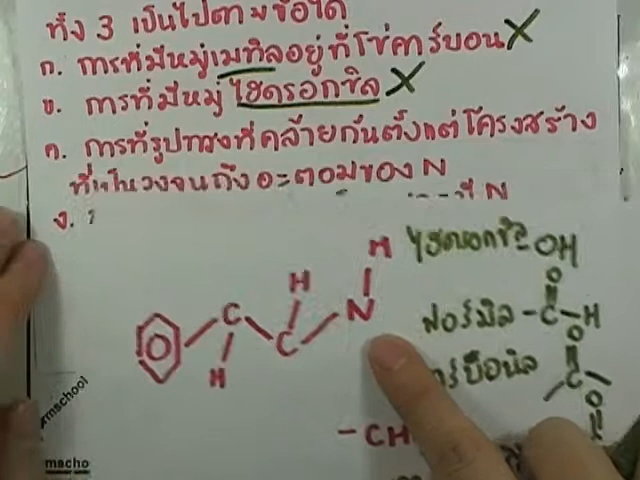 ทั้ง 3 เป็นไปตามข้อใด
ก. การที่มีหมู่เมทิลอยู่ที่โซ่คาร์บอน X
ข. การที่มีหมู่ ไฮดรอกซิล X
ค. การที่รูปทรงที่คล้ายกันตั้งแต่โครงสร้าง
ที่เป็นวงจนถึงอะตอมของ N
ง.
N
H
ไฮดรอกซิล OH
H
O
C
C
N
ฟอร์มิล - C - H
O
H
C
บอนิล
C
O
- CH
rmschool
macho